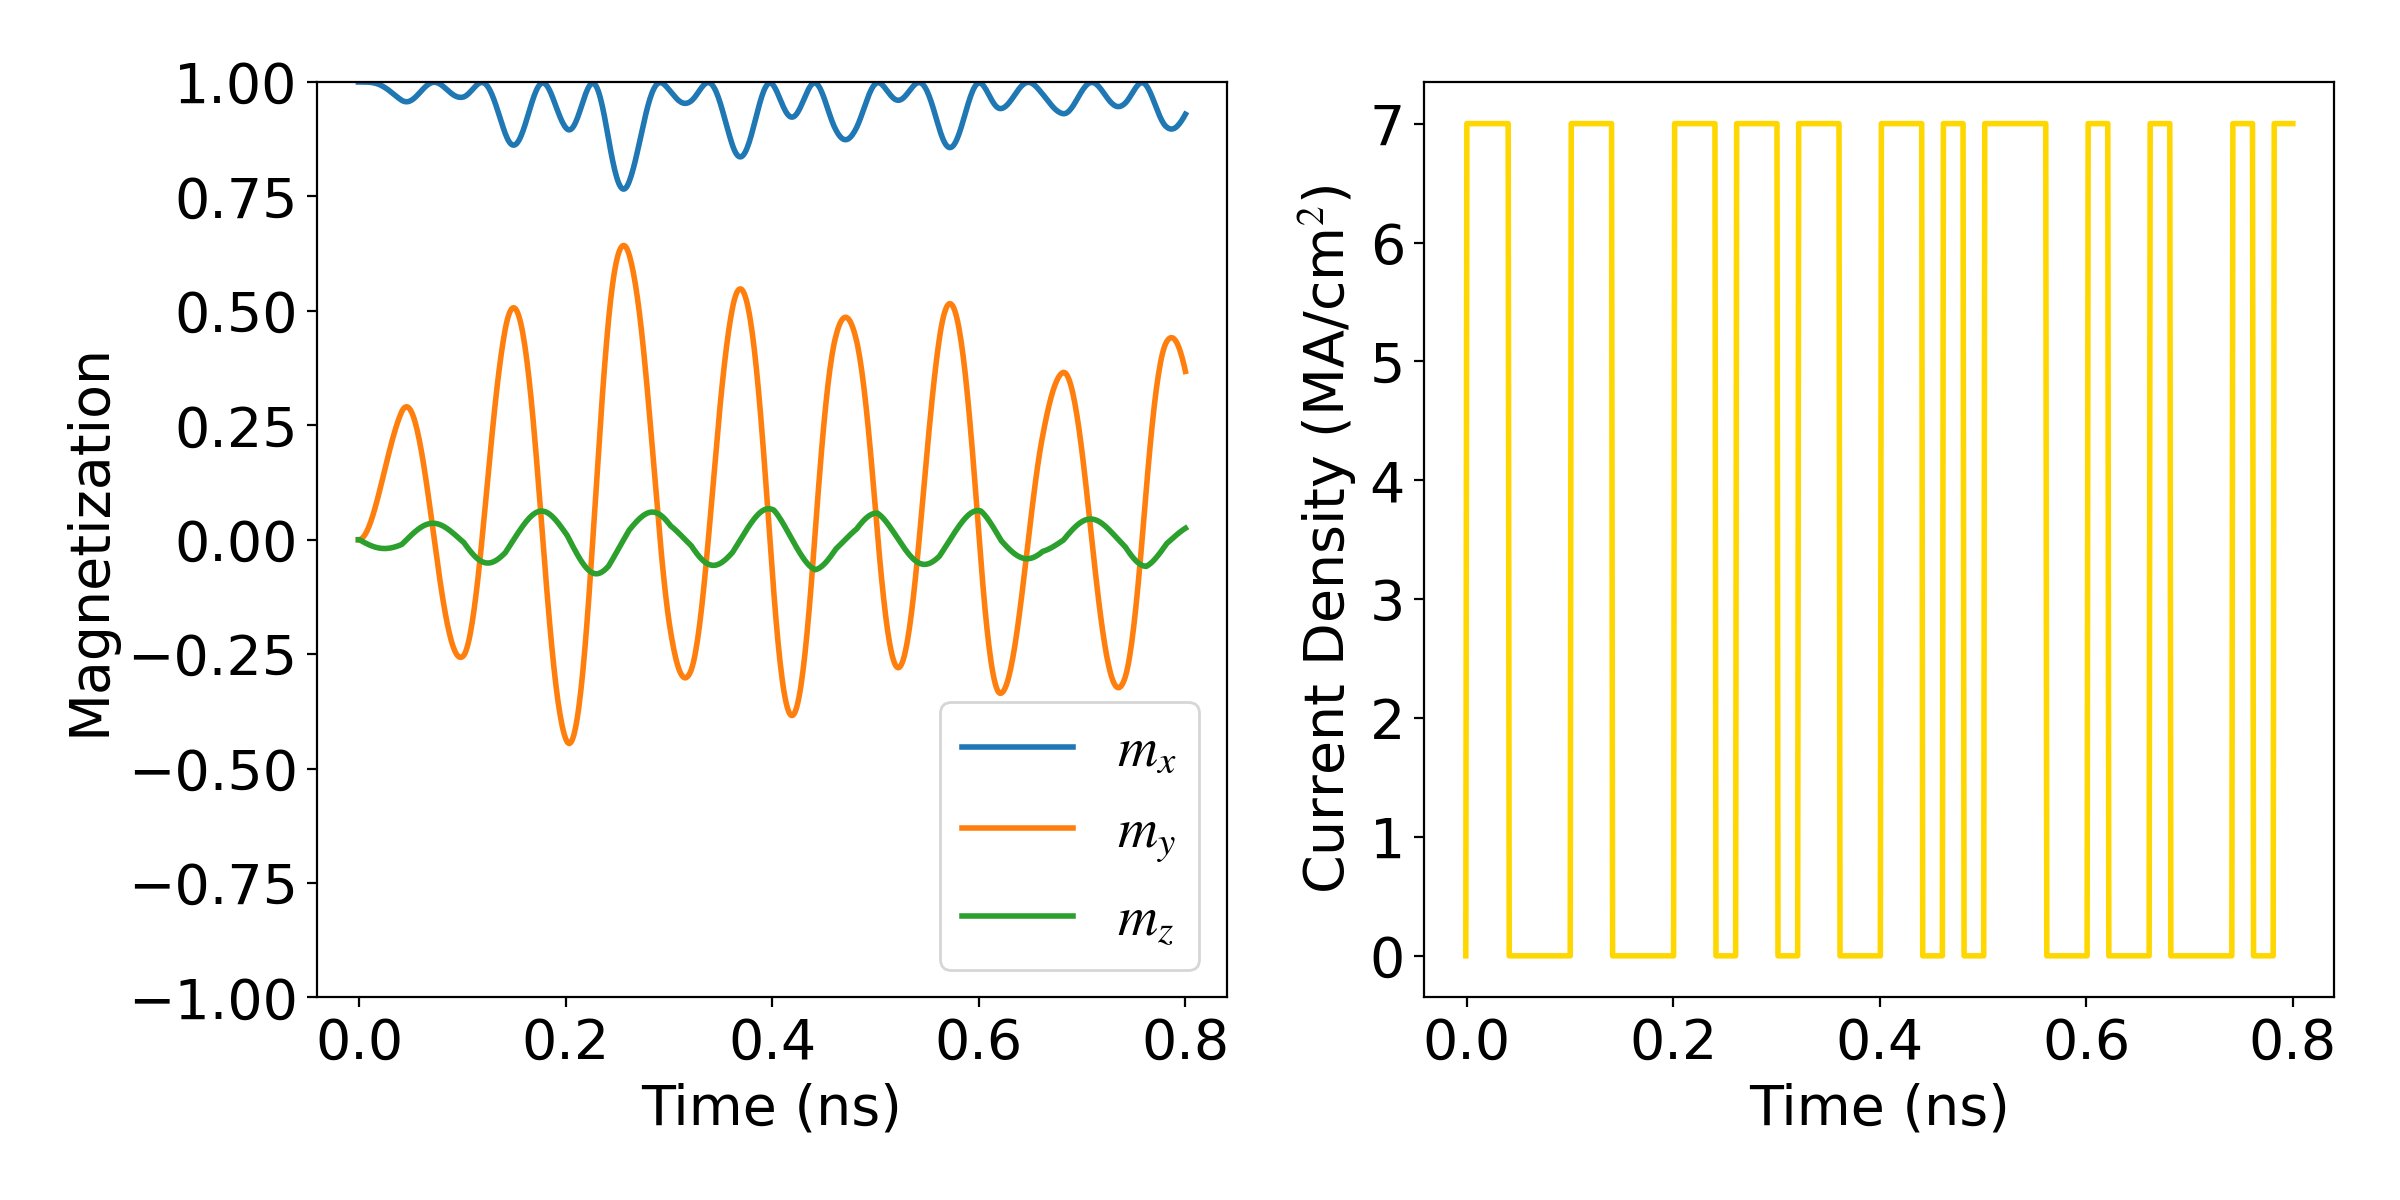 1.00
0.75
0.50
0.25
0.00
−0.25
−0.50
−0.75
−1.00
Magnetization
0.0 0.2 0.4 0.6 0.8
Time (ns)
m_x
m_y
m_z
7
6
5
4
3
2
1
0
Current Density (MA/cm²)
0.0 0.2 0.4 0.6 0.8
Time (ns)